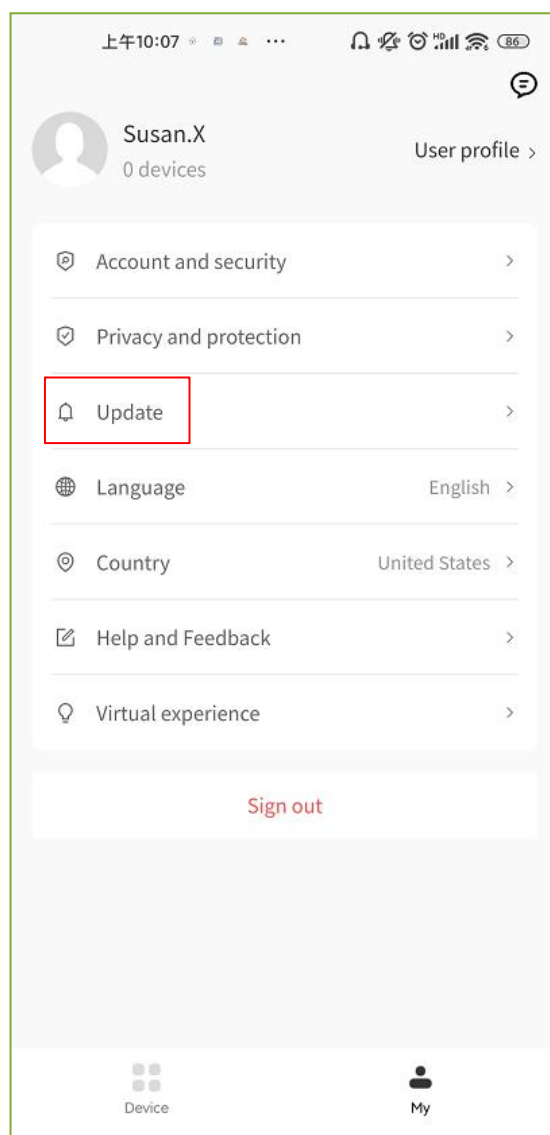 上午10:07 ...
HD
86
Susan.X
0 devices
User profile >
Account and security >
Privacy and protection >
Update >
Language English >
Country United States >
Help and Feedback >
Virtual experience >
Sign out
Device
My